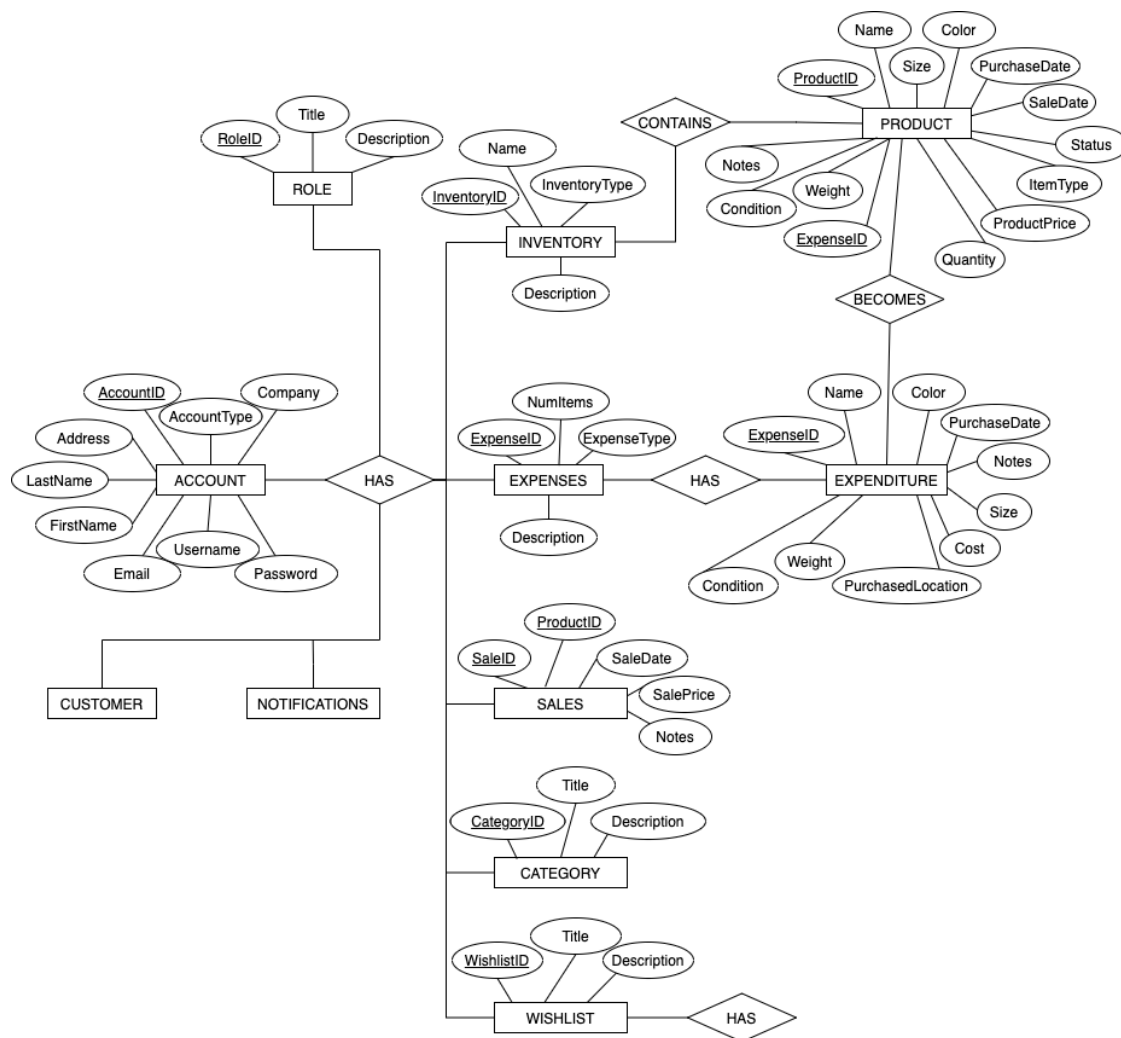 Name
Color
Size
ProductID
PurchaseDate
SaleDate
PRODUCT
CONTAINS
Status
Notes
Weight
ItemType
Condition
ProductPrice
ExpenseID
Quantity
Title
RoleID
Description
ROLE
Name
InventoryType
InventoryID
INVENTORY
Description
BECOMES
AccountID
Company
AccountType
Address
LastName
ACCOUNT
FirstName
Username
Email
Password
HAS
NumItems
ExpenseID
ExpenseType
EXPENSES
Description
HAS
Name
Color
PurchaseDate
ExpenseID
Notes
EXPENDITURE
Size
Cost
Weight
Condition
PurchasedLocation
CUSTOMER
NOTIFICATIONS
ProductID
SaleID
SaleDate
SalePrice
SALES
Notes
Title
CategoryID
Description
CATEGORY
Title
WishlistID
Description
WISHLIST
HAS